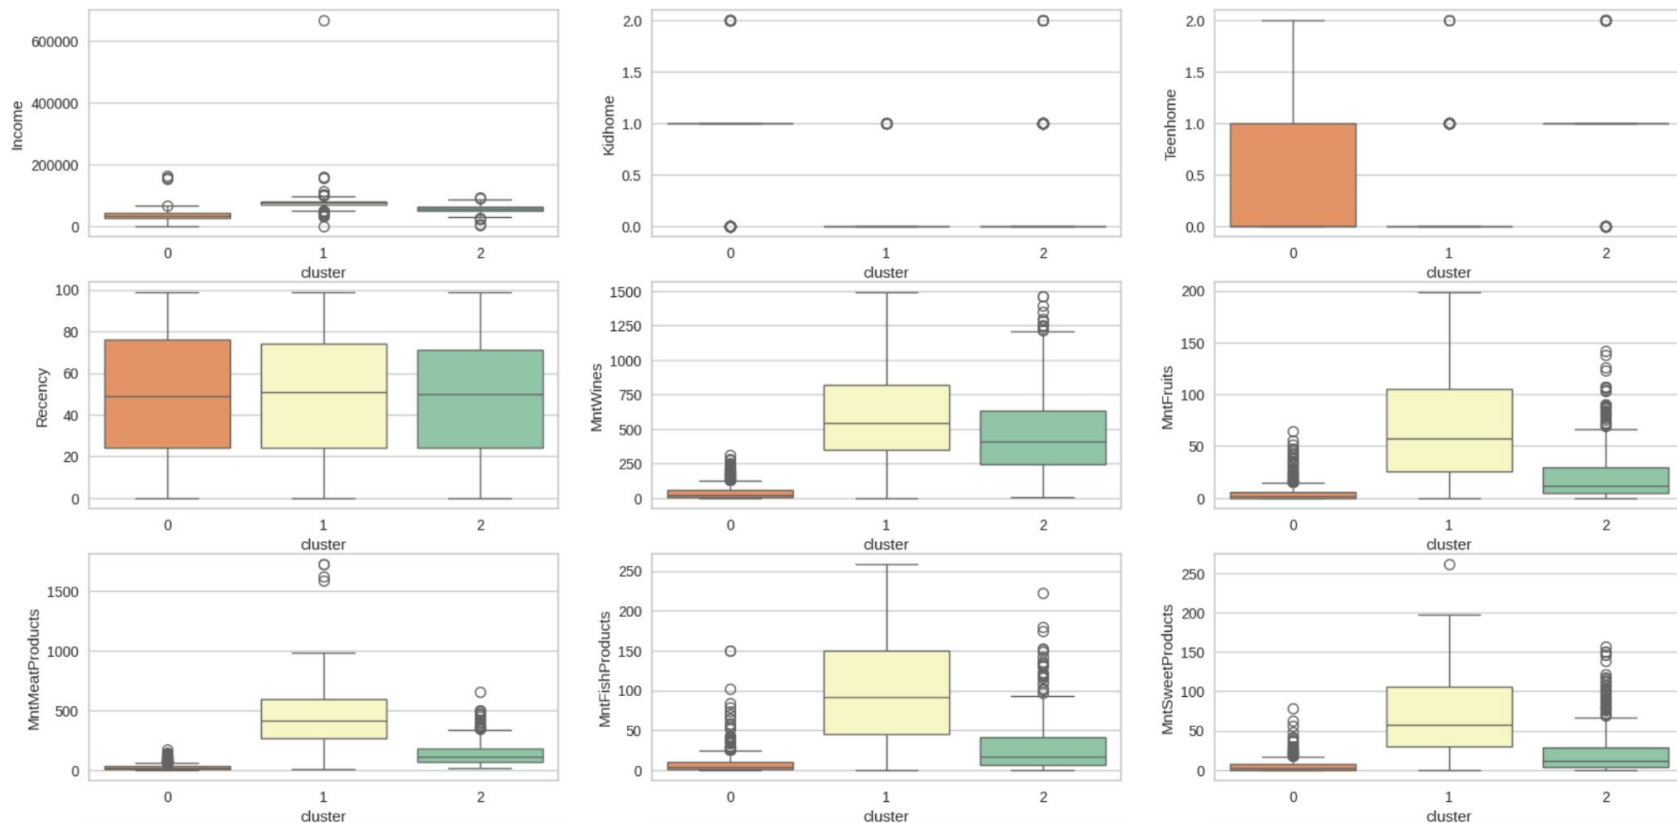 Income
600000
400000
200000
0
0 1 2
cluster
Kidhome
2.0
1.5
1.0
0.5
0.0
0 1 2
cluster
Teenhome
2.0
1.5
1.0
0.5
0.0
0 1 2
cluster
Recency
100
80
60
40
20
0
0 1 2
cluster
MntWines
1500
1250
1000
750
500
250
0
0 1 2
cluster
MntFruits
200
150
100
50
0
0 1 2
cluster
MntMeatProducts
1500
1000
500
0
0 1 2
cluster
MntFishProducts
250
200
150
100
50
0
0 1 2
cluster
MntSweetProducts
250
200
150
100
50
0
0 1 2
cluster